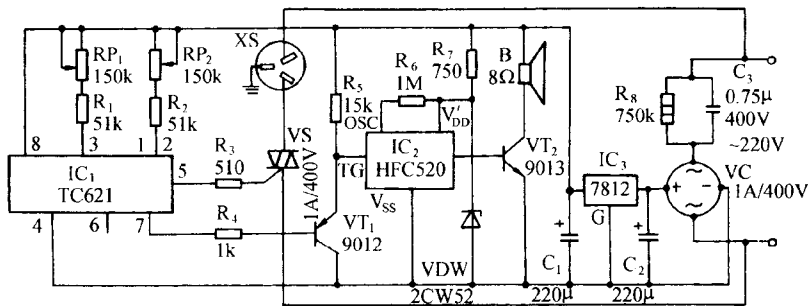 XS
RP₁
150k
RP₂
150k
R₁
51k
R₂
51k
8
3
1
2
IC₁
TC621
5
4
6
7
R₃
510
R₄
1k
VS
1A/400V
R₅
15k
OSC
R₆
1M
V'DD
IC₂
HFC520
TG
VSS
VT₁
9012
R₇
750
B
8Ω
VT₂
9013
VDW
2CW52
C₁
220μ
IC₃
7812
G
C₂
220μ
R₈
750k
C₃
0.75μ
400V
~220V
VC
1A/400V
+
−
~
~
+
+